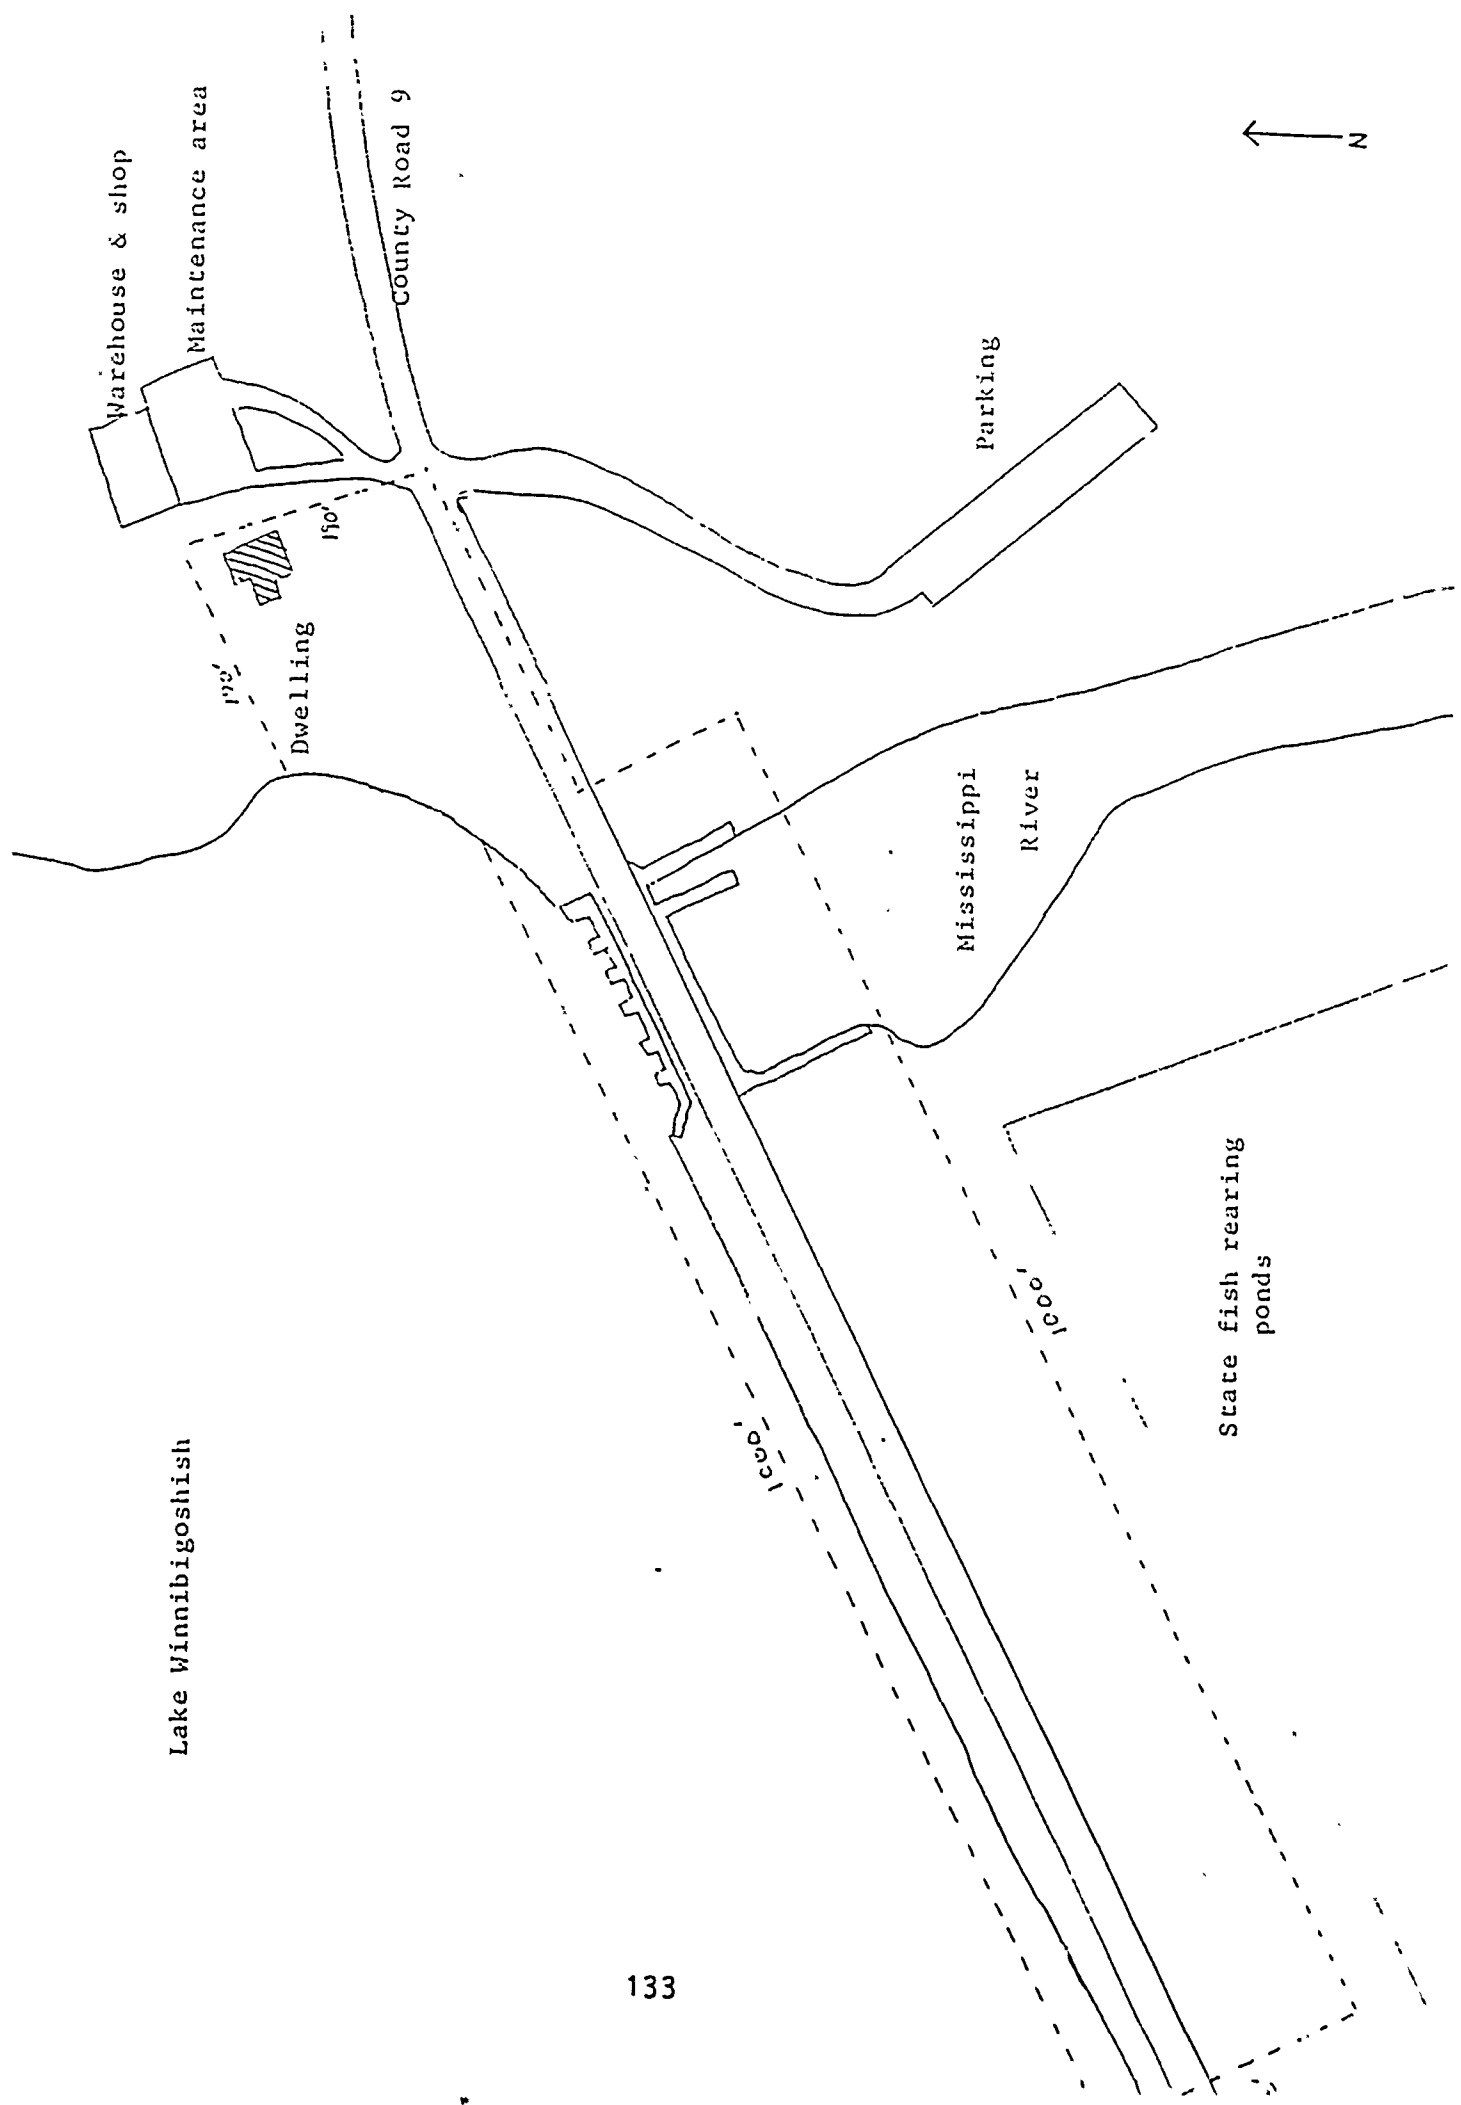 Warehouse & shop
Maintenance area
County Road 9
N
190'
Dwelling
Parking
Mississippi
River
Lake Winnibigoshish
1000'
1000'
State fish rearing
ponds
133